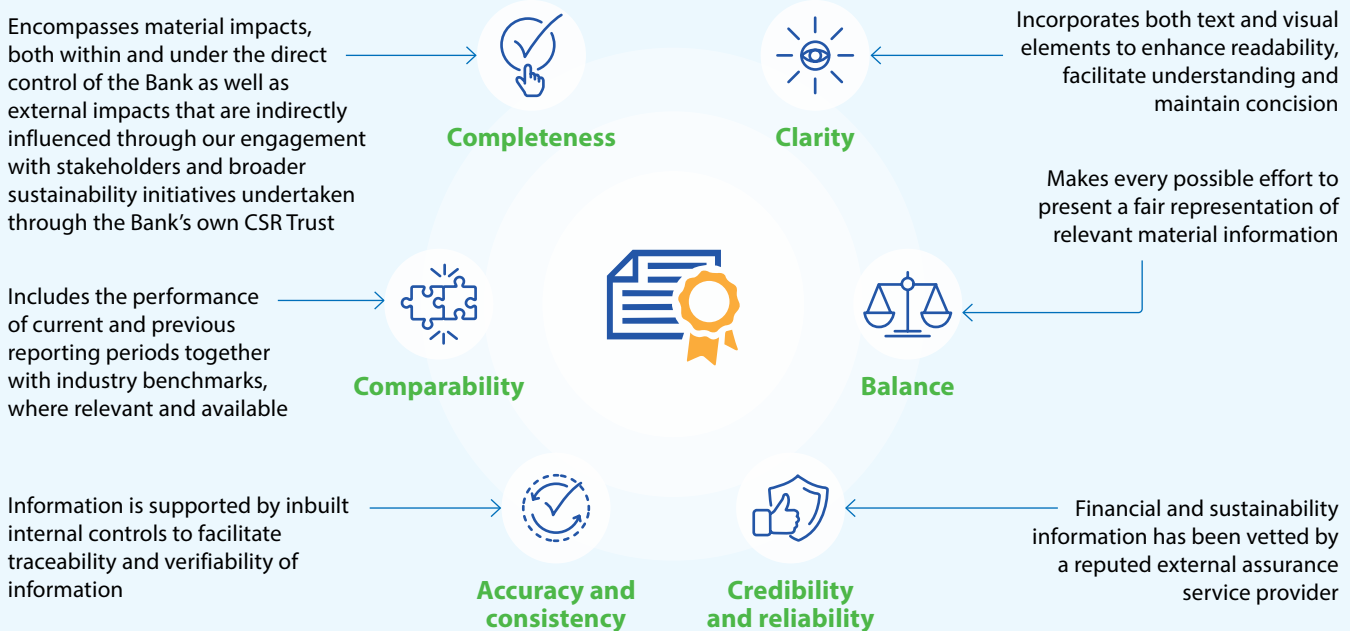 Encompasses material impacts,
both within and under the direct
control of the Bank as well as
external impacts that are indirectly
influenced through our engagement
with stakeholders and broader
sustainability initiatives undertaken
through the Bank’s own CSR Trust
Completeness
Clarity
Incorporates both text and visual
elements to enhance readability,
facilitate understanding and
maintain concision
Includes the performance
of current and previous
reporting periods together
with industry benchmarks,
where relevant and available
Comparability
Balance
Makes every possible effort to
present a fair representation of
relevant material information
Information is supported by inbuilt
internal controls to facilitate
traceability and verifiability of
information
Accuracy and
consistency
Credibility
and reliability
Financial and sustainability
information has been vetted by
a reputed external assurance
service provider